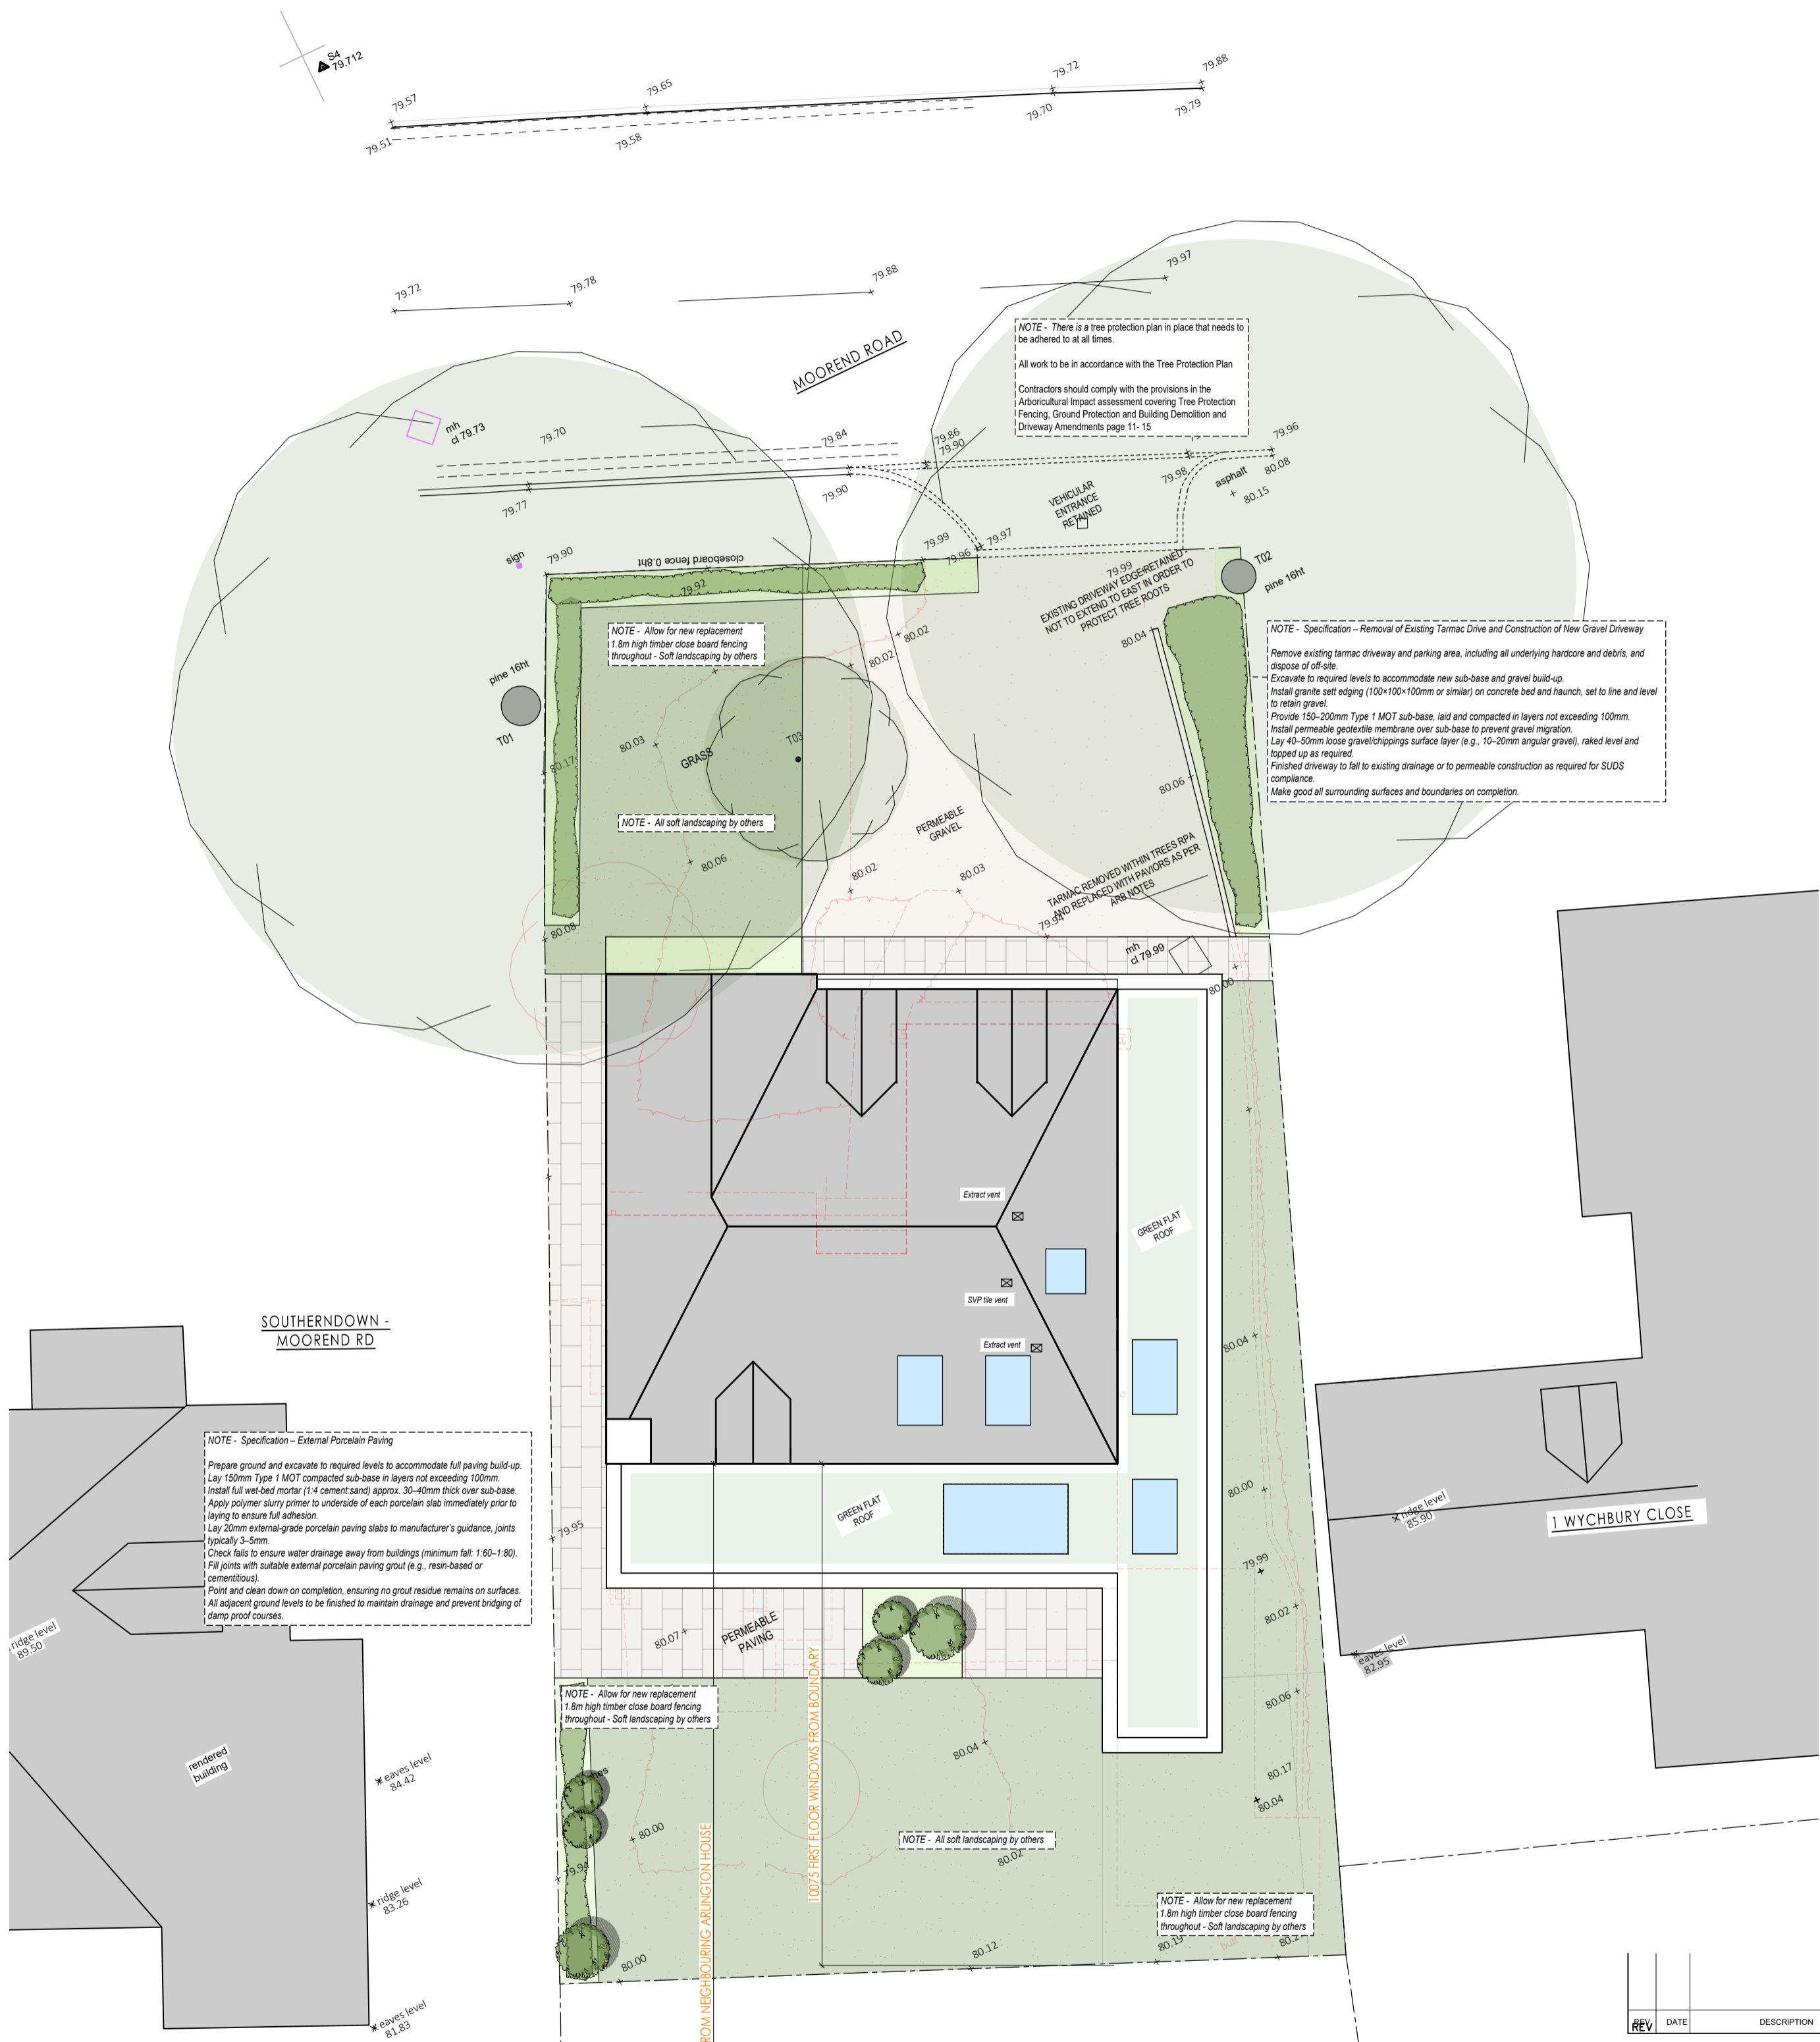 S4
79.712
79.57
79.65
79.72
79.88
79.51
79.58
79.70
79.79
79.72
79.78
79.88
79.97
MOOREND ROAD
NOTE - There is a tree protection plan in place that needs to
be adhered to at all times.
All work to be in accordance with the Tree Protection Plan
Contractors should comply with the provisions in the
Arboricultural Impact assessment covering Tree Protection
Fencing, Ground Protection and Building Demolition and
Driveway Amendments page 11- 15
mh
cl 79.73
79.70
79.84
79.86
79.90
79.96
79.98
80.08
asphalt
80.15
79.77
79.90
VEHICULAR
ENTRANCE
RETAINED
sign
79.90
closeboard fence 0.8ht
79.99
79.96
79.97
79.92
79.99
EXISTING DRIVEWAY EDGE RETAINED -
NOT TO EXTEND TO EAST IN ORDER TO
PROTECT TREE ROOTS
T02
pine 16ht
NOTE - Allow for new replacement
1.8m high timber close board fencing
throughout - Soft landscaping by others
80.02
80.02
80.04
NOTE - Specification – Removal of Existing Tarmac Drive and Construction of New Gravel Driveway
Remove existing tarmac driveway and parking area, including all underlying hardcore and debris, and
dispose of off-site.
Excavate to required levels to accommodate new sub-base and gravel build-up.
Install granite sett edging (100×100×100mm or similar) on concrete bed and haunch, set to line and level
to retain gravel.
Provide 150–200mm Type 1 MOT sub-base, laid and compacted in layers not exceeding 100mm.
Install permeable geotextile membrane over sub-base to prevent gravel migration.
Lay 40–50mm loose gravel/chippings surface layer (e.g., 10–20mm angular gravel), raked level and
topped up as required.
Finished driveway to fall to existing drainage or to permeable construction as required for SUDS
compliance.
Make good all surrounding surfaces and boundaries on completion.
pine 16ht
T01
80.03
GRASS
T03
80.17
80.06
NOTE - All soft landscaping by others
PERMEABLE
GRAVEL
80.06
80.02
80.03
TARMAC REMOVED WITHIN TREES RPA
AND REPLACED WITH PAVIORS AS PER
ARB NOTES
80.08
79.94
mh
cl 79.99
80.00
Extract vent
GREEN FLAT
ROOF
SVP tile vent
Extract vent
80.04
SOUTHERNDOWN -
MOOREND RD
NOTE - Specification – External Porcelain Paving
Prepare ground and excavate to required levels to accommodate full paving build-up.
Lay 150mm Type 1 MOT compacted sub-base in layers not exceeding 100mm.
Install full wet-bed mortar (1:4 cement:sand) approx. 30–40mm thick over sub-base.
Apply polymer slurry primer to underside of each porcelain slab immediately prior to
laying to ensure full adhesion.
Lay 20mm external-grade porcelain paving slabs to manufacturer's guidance, joints
typically 3–5mm.
Check falls to ensure water drainage away from buildings (minimum fall: 1:60–1:80).
Fill joints with suitable external porcelain paving grout (e.g., resin-based or
cementitious).
Point and clean down on completion, ensuring no grout residue remains on surfaces.
All adjacent ground levels to be finished to maintain drainage and prevent bridging of
damp proof courses.
79.95
GREEN FLAT
ROOF
80.00
ridge level
85.90
1 WYCHBURY CLOSE
79.99
80.02
ridge level
89.50
80.07
PERMEABLE
PAVING
eaves level
82.95
80.06
NOTE - Allow for new replacement
1.8m high timber close board fencing
throughout - Soft landscaping by others
10075 FIRST FLOOR WINDOWS FROM BOUNDARY
80.04
80.17
80.04
rendered
building
eaves level
84.42
80.00
NOTE - All soft landscaping by others
80.02
79.94
ROM NEIGHBOURING ARLINGTON HOUSE
ridge level
83.26
NOTE - Allow for new replacement
1.8m high timber close board fencing
throughout - Soft landscaping by others
80.00
80.12
80.19
80.2
eaves level
81.83
REV
DATE
DESCRIPTION